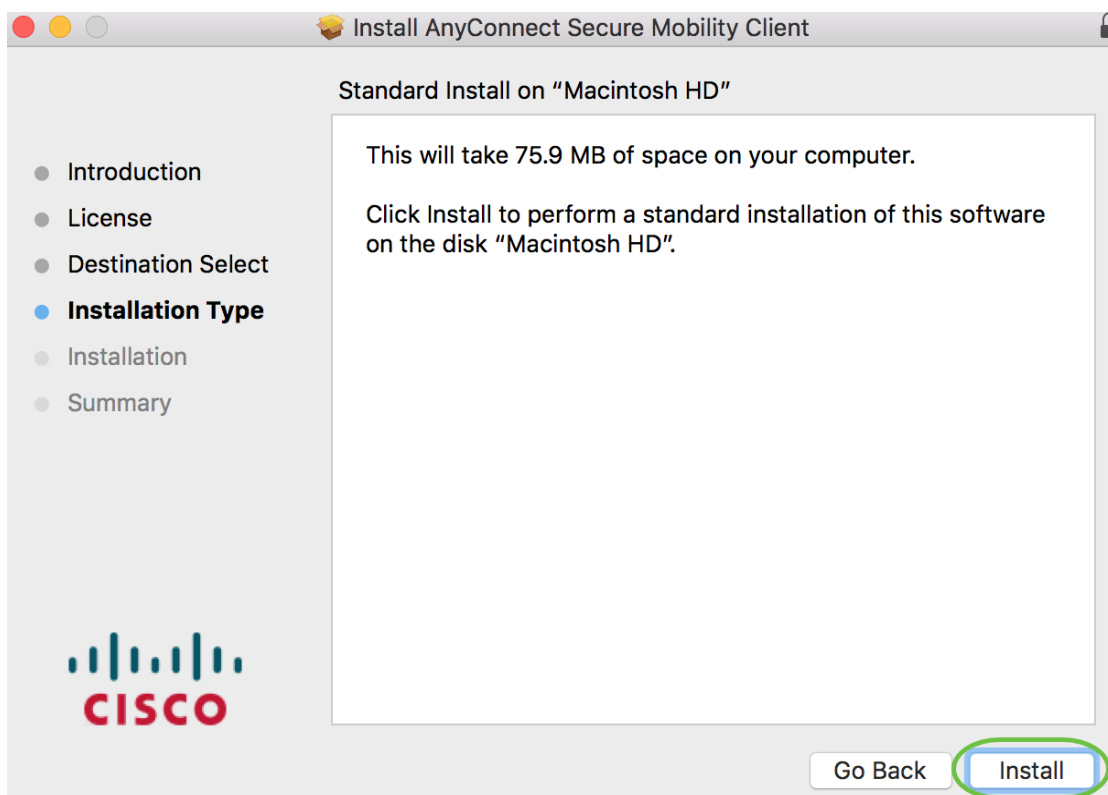 Install AnyConnect Secure Mobility Client
Standard Install on “Macintosh HD”
Introduction
License
Destination Select
Installation Type
Installation
Summary
This will take 75.9 MB of space on your computer.
Click Install to perform a standard installation of this software
on the disk “Macintosh HD”.
CISCO
Go Back
Install